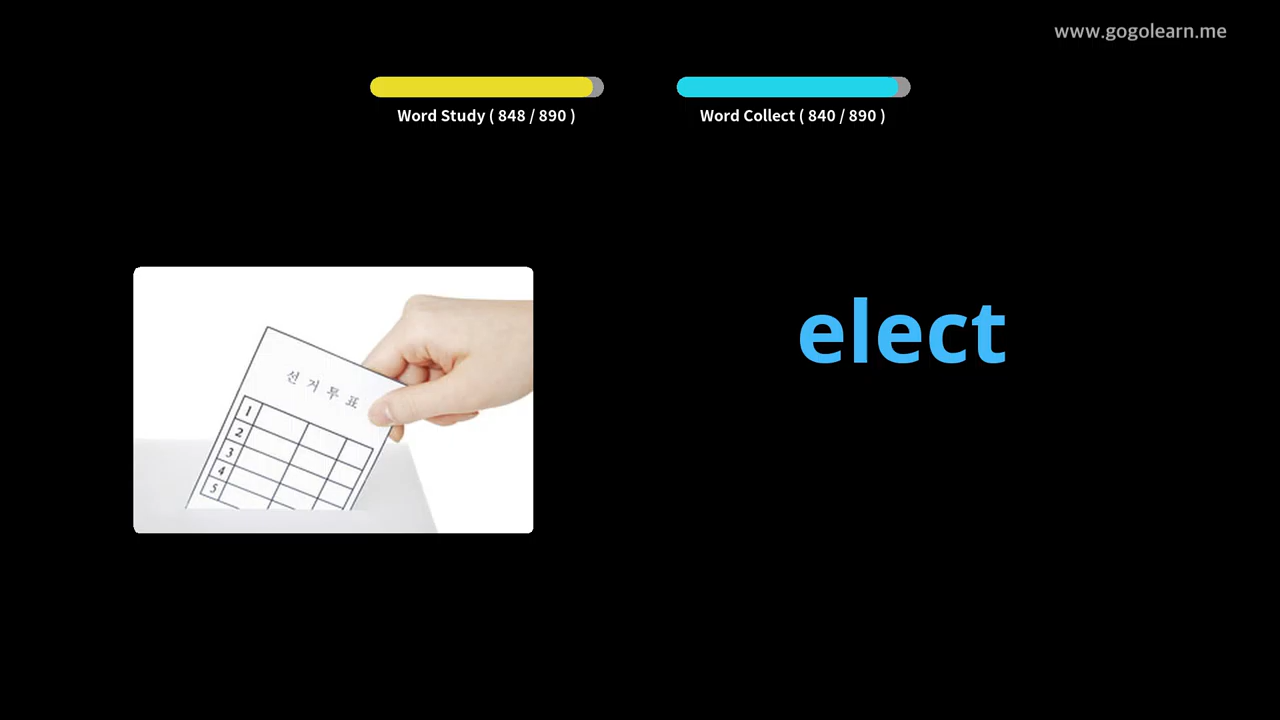 www.gogolearn.me
Word Study ( 848 / 890 )
Word Collect ( 840 / 890 )
elect
선 거 투 표
1
2
3
4
5